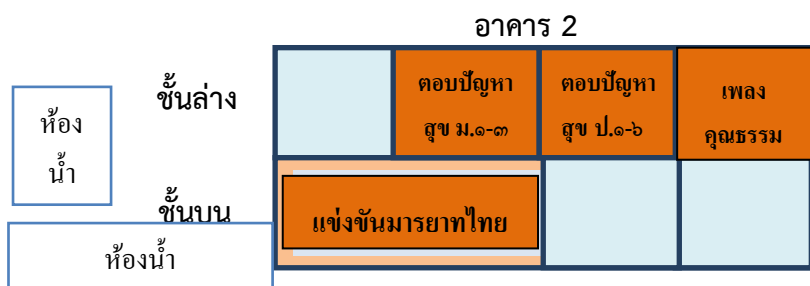 อาคาร 2
ชั้นล่าง
ตอบปัญหา
สุข ม.๑-๓
ตอบปัญหา
สุข ป.๑-๖
เพลง
คุณธรรม
ห้อง
น้ำ
ชั้นบน
แข่งขันมารยาทไทย
ห้องน้ำ